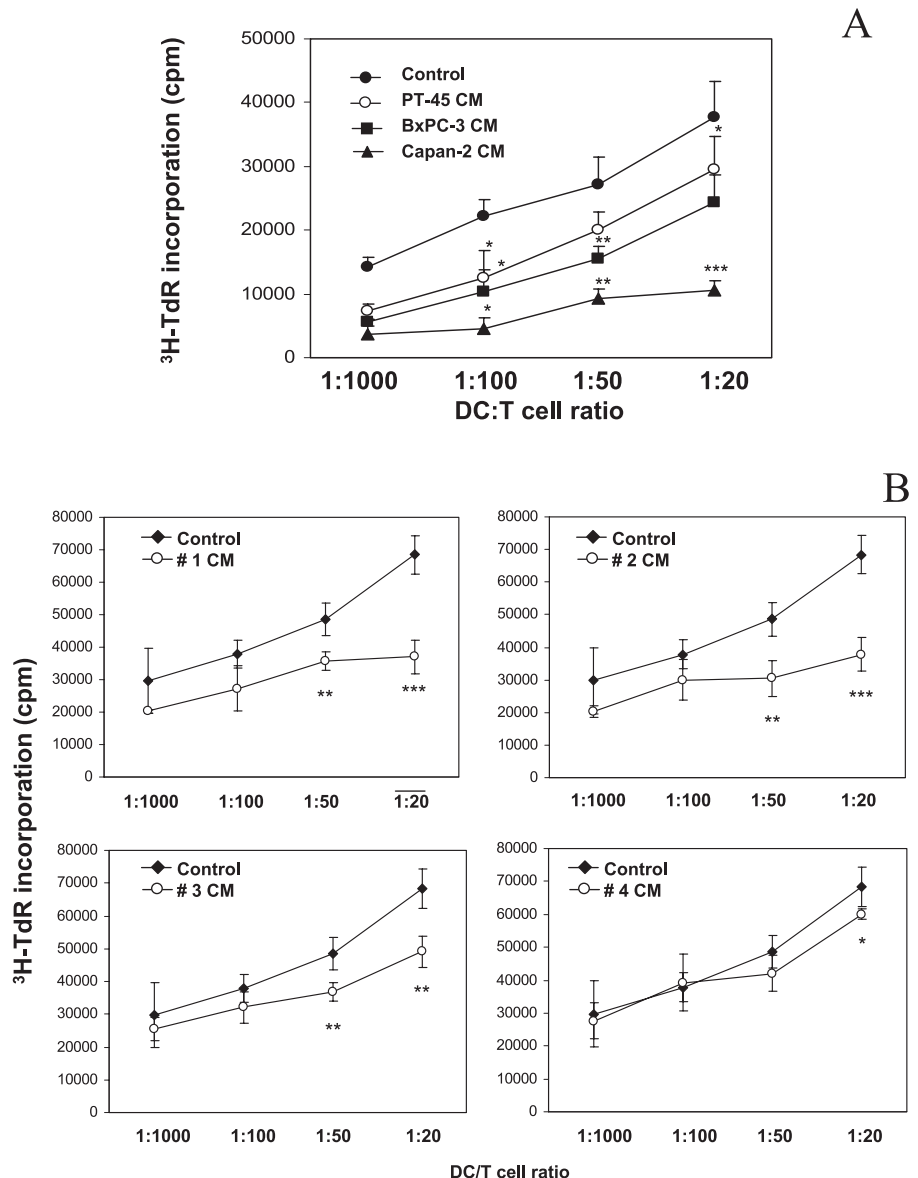 A
³H-TdR incorporation (cpm)
50000
40000
30000
20000
10000
0
Control
PT-45 CM
BxPC-3 CM
Capan-2 CM
*
*
*
*
**
**
***
1:1000 1:100 1:50 1:20
DC:T cell ratio
B
³H-TdR incorporation (cpm)
80000
70000
60000
50000
40000
30000
20000
10000
0
Control
# 1 CM
** ***
1:1000 1:100 1:50 1:20
80000
70000
60000
50000
40000
30000
20000
10000
0
Control
# 2 CM
** ***
1:1000 1:100 1:50 1:20
80000
70000
60000
50000
40000
30000
20000
10000
0
Control
# 3 CM
** **
1:1000 1:100 1:50 1:20
80000
70000
60000
50000
40000
30000
20000
10000
0
Control
# 4 CM
*
1:1000 1:100 1:50 1:20
DC/T cell ratio